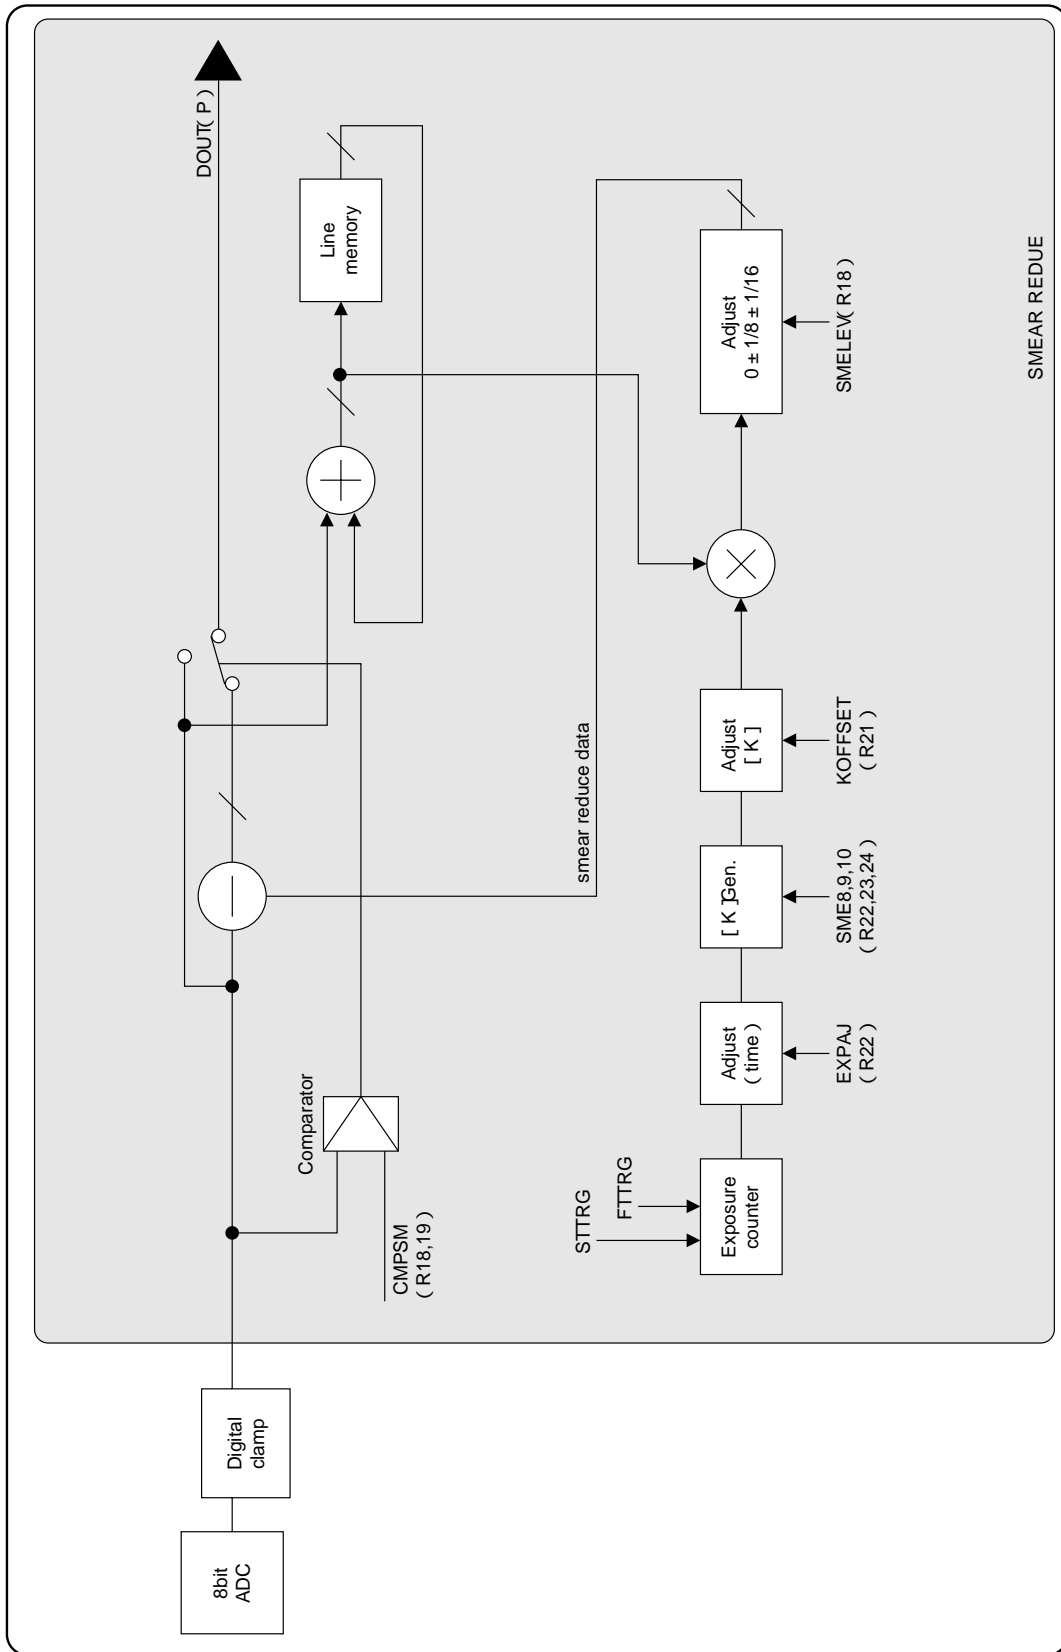 8bit
ADC
Digital
clamp
Comparator
CMPSM
( R18,19 )
DOUT( P )
Line
memory
smear reduce data
STTRG
FTTRG
Exposure
counter
Adjust
( time )
EXPAJ
( R22 )
[ K ]Gen.
SME8,9,10
( R22,23,24 )
Adjust
[ K ]
KOFFSET
( R21 )
Adjust
0 ± 1/8 ± 1/16
SMELEV( R18 )
SMEAR REDUE